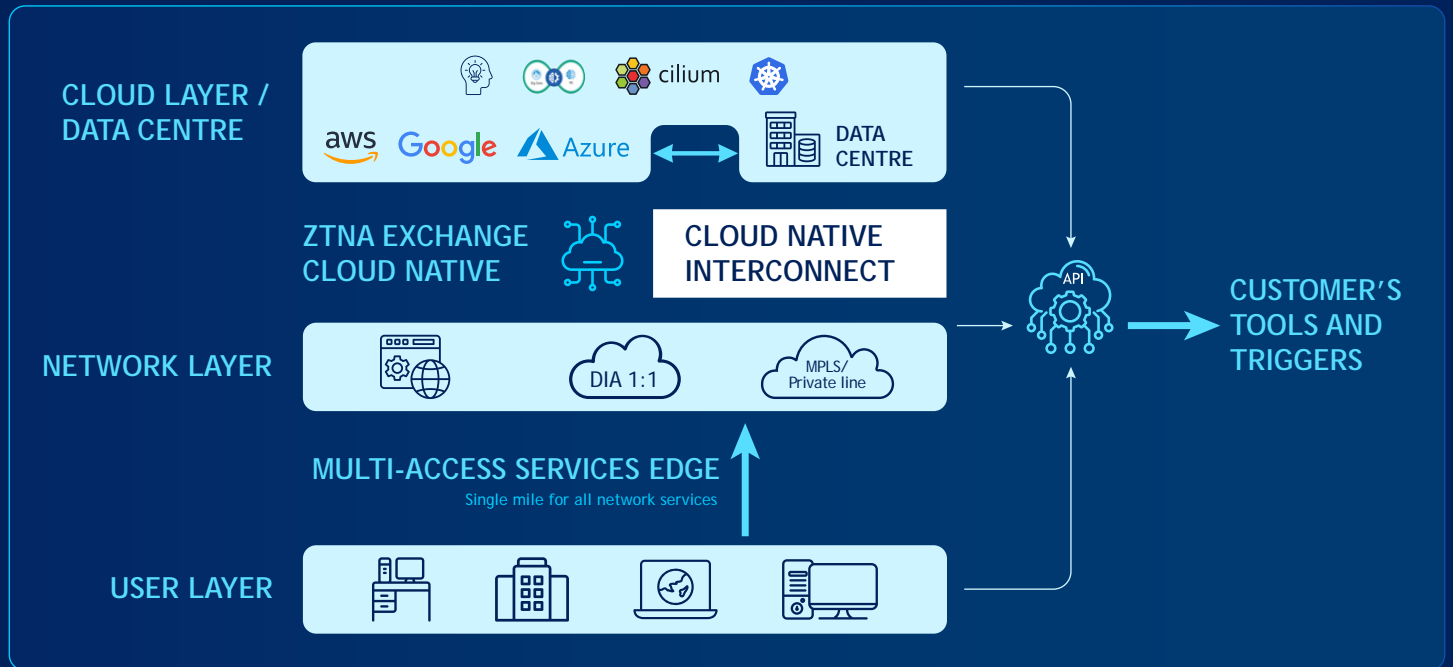 CLOUD LAYER /
DATA CENTRE
cilium
aws
Google
Azure
DATA
CENTRE
ZTNA EXCHANGE
CLOUD NATIVE
CLOUD NATIVE
INTERCONNECT
API
CUSTOMER'S
TOOLS AND
TRIGGERS
NETWORK LAYER
DIA 1:1
MPLS/
Private line
MULTI-ACCESS SERVICES EDGE
Single mile for all network services
USER LAYER